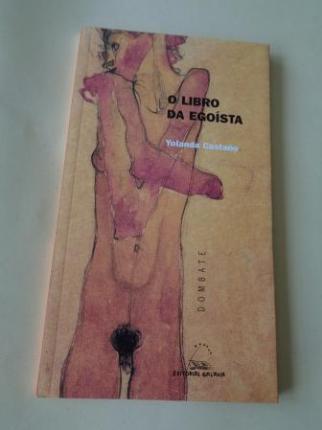 O LIBRO
DA EGOÍSTA
Yolanda Castaño
DOMBATE
EDITORIAL GALAXIA